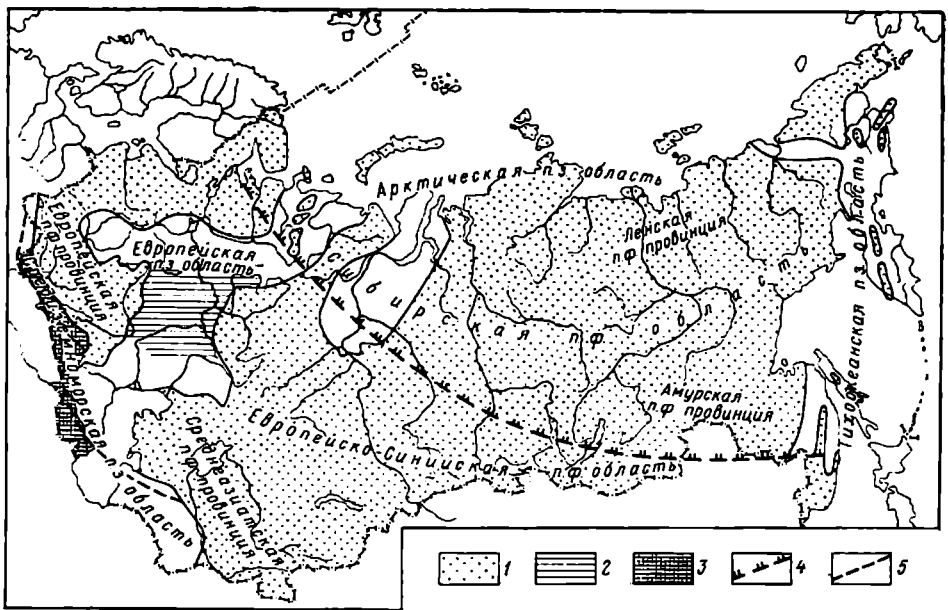 Арктическая п.з. область
Европейская
п.ф. провинция
Европейская
п.з. область
Сибирская п.ф. область
Ленская
п.ф. провинция
Амурская
п.ф. провинция
Тихоокеанская п.з. область
Европейско-Синийская п.ф. область
Среднеазиатская
п.ф. провинция
п.з. область
1 2 3 4 5